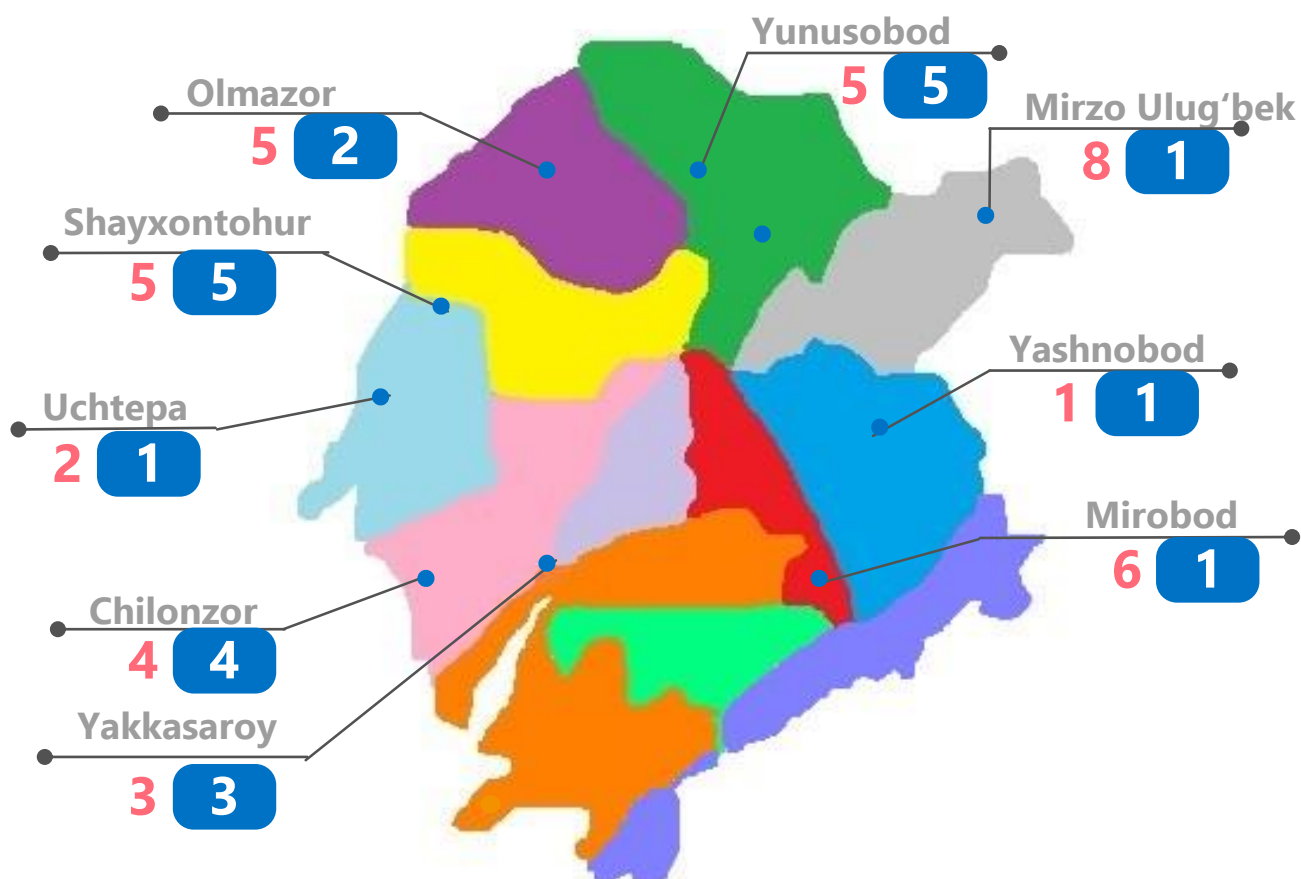 Yunusobod
5 5
Olmazor
5 2
Mirzo Ulug‘bek
8 1
Shayxontohur
5 5
Yashnobod
1 1
Uchtepa
2 1
Mirobod
6 1
Chilonzor
4 4
Yakkasaroy
3 3